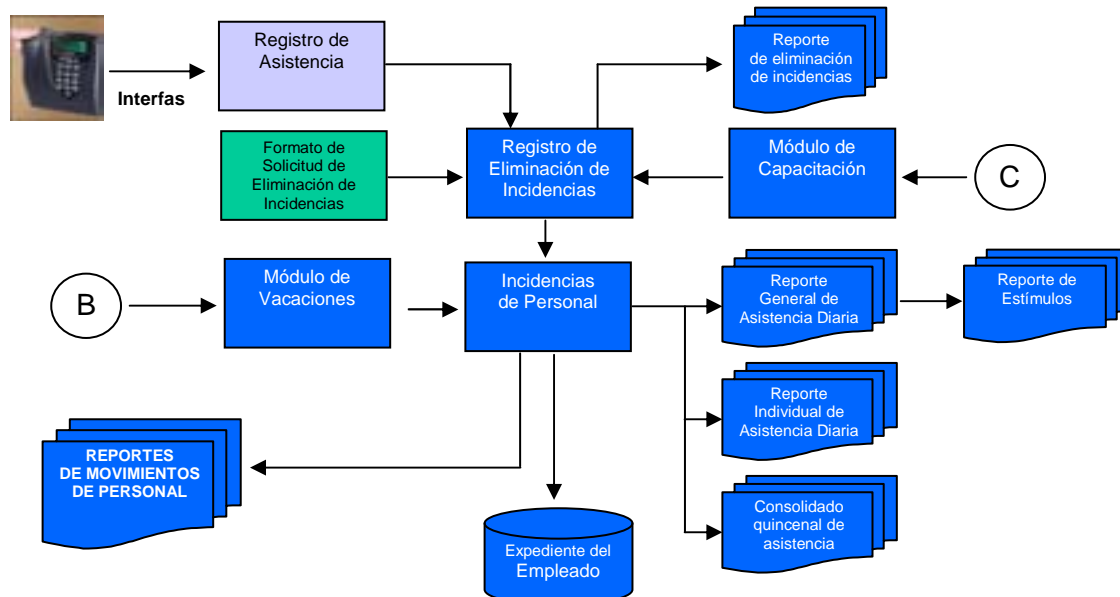 Interfas
Registro de
Asistencia
Reporte
de eliminación
de incidencias
Formato de
Solicitud de
Eliminación de
Incidencias
Registro de
Eliminación de
Incidencias
Módulo de
Capacitación
C
B
Módulo de
Vacaciones
Incidencias
de Personal
Reporte
General de
Asistencia Diaria
Reporte de
Estímulos
Reporte
Individual de
Asistencia Diaria
REPORTES
DE MOVIMIENTOS
DE PERSONAL
Expediente del
Empleado
Consolidado
quincenal de
asistencia